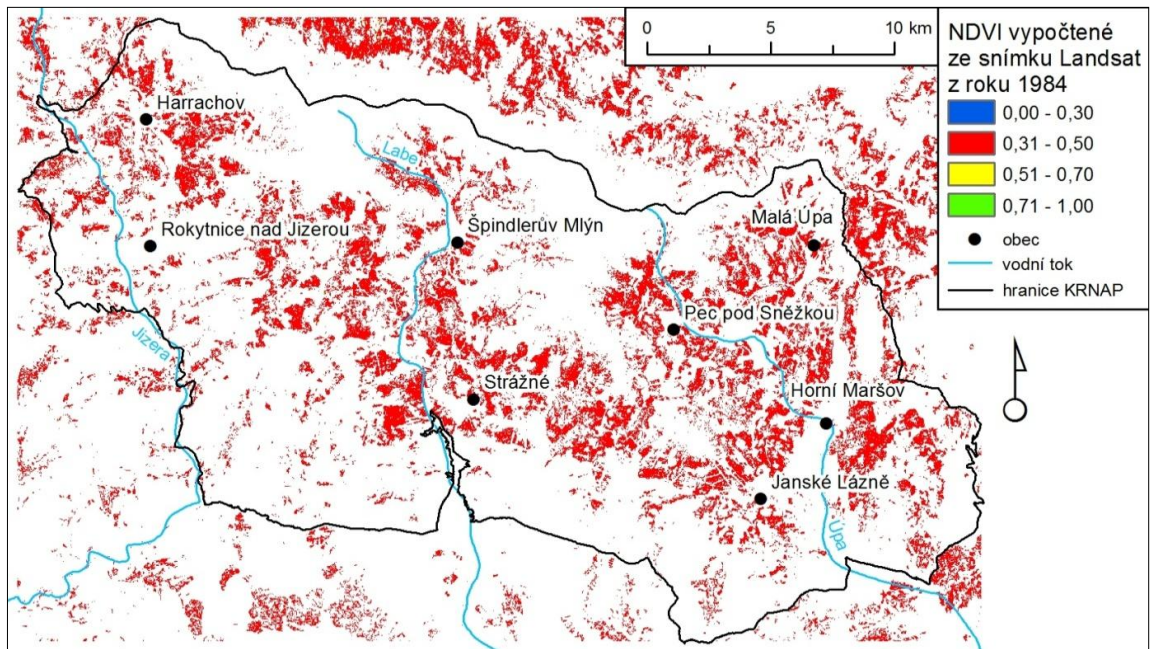 0 5 10 km
NDVI vypočtené
ze snímku Landsat
z roku 1984
0,00 - 0,30
0,31 - 0,50
0,51 - 0,70
0,71 - 1,00
obec
vodní tok
hranice KRNAP
Harrachov
Labe
Rokytnice nad Jizerou
Špindlerův Mlýn
Malá Úpa
Pec pod Sněžkou
Jizera
Strážné
Horní Maršov
Janské Lázně
Úpa